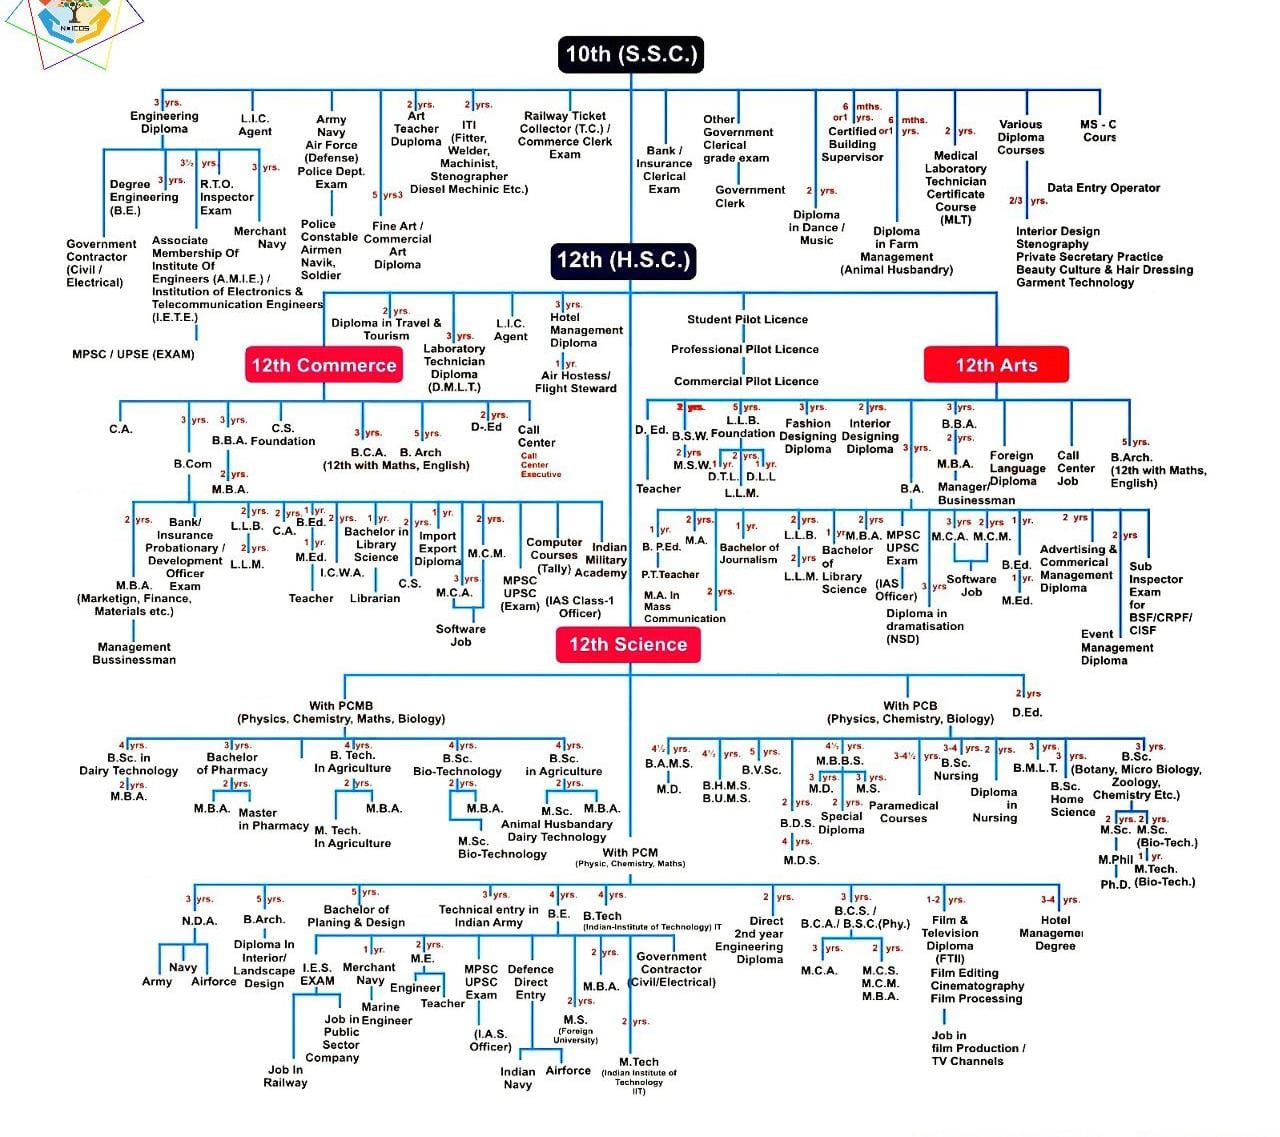 N●ICOS
10th (S.S.C.)
3 yrs.
Engineering
Diploma
L.I.C.
Agent
Army
Navy
Air Force
(Defense)
Police Dept.
Exam
2 yrs.
Art
Teacher
Duploma
2 yrs.
ITI
(Fitter,
Welder,
Machinist,
Stenographer
Diesel Mechinic Etc.)
Railway Ticket
Collector (T.C.) /
Commerce Clerk
Exam
Bank /
Insurance
Clerical
Exam
Other
Government
Clerical
grade exam
Government
Clerk
6 mths.
or1 yrs.
Certified
Building
Supervisor
6 mths.
or1 yrs.
2 yrs.
Medical
Laboratory
Technician
Certificate
Course
(MLT)
Various
Diploma
Courses
MS - C
Cours
3½ yrs.
3 yrs.
3 yrs.
Degree
Engineering
(B.E.)
R.T.O.
Inspector
Exam
Merchant
Navy
Government
Contractor
(Civil /
Electrical)
Associate
Membership Of
Institute Of
Engineers (A.M.I.E.) /
Institution of Electronics &
Telecommunication Engineers
(I.E.T.E.)
MPSC / UPSE (EXAM)
Police
Constable
Airmen
Navik,
Soldier
5 yrs3
Fine Art /
Commercial
Art
Diploma
2 yrs.
Diploma
in Dance /
Music
Diploma
in Farm
Management
(Animal Husbandry)
Data Entry Operator
2/3 yrs.
Interior Design
Stenography
Private Secretary Practice
Beauty Culture & Hair Dressing
Garment Technology
12th (H.S.C.)
2 yrs.
Diploma in Travel &
Tourism
3 yrs.
Laboratory
Technician
Diploma
(D.M.L.T.)
L.I.C.
Agent
3 yrs.
Hotel
Management
Diploma
1 yr.
Air Hostess/
Flight Steward
Student Pilot Licence
Professional Pilot Licence
Commercial Pilot Licence
12th Commerce
12th Arts
C.A.
3 yrs.
B.Com
3 yrs.
B.B.A.
2 yrs.
M.B.A.
C.S.
Foundation
3 yrs.
B.C.A.
5 yrs.
B. Arch
(12th with Maths, English)
2 yrs.
D-.Ed
Call
Center
Call
Center
Executive
D. Ed.
Teacher
yrs.
B.S.W.
2 yrs
M.S.W.
5 yrs.
L.L.B.
Foundation
2 yrs.
1 yr.
1 yr.
D.T.L.
D.L.L
L.L.M.
3 yrs.
Fashion
Designing
Diploma
2 yrs.
Interior
Designing
Diploma
3 yrs.
B.A.
3 yrs.
B.B.A.
2 yrs.
M.B.A.
Manager/
Businessman
Foreign
Language
Diploma
Call
Center
Job
5 yrs.
B.Arch.
(12th with Maths,
English)
2 yrs.
M.B.A.
(Marketign, Finance,
Materials etc.)
Management
Bussinessman
Bank/
Insurance
Probationary /
Development
Officer
Exam
2 yrs.
L.L.B.
2 yrs.
L.L.M.
2 yrs.
C.A.
1 yr.
B.Ed.
1 yr.
M.Ed.
Teacher
2 yrs.
I.C.W.A.
1 yr.
Bachelor in
Library
Science
Librarian
2 yrs.
C.S.
1 yr.
Import
Export
Diploma
2 yrs.
M.C.M.
3 yrs.
M.C.A.
Software
Job
MPSC
UPSC
(Exam)
Computer
Courses
(Tally)
(IAS Class-1
Officer)
Indian
Military
Academy
1 yr.
B. P.Ed.
P.T.Teacher
2 yrs.
M.A.
M.A. In
Mass
Communication
2 yrs.
Bachelor of
Journalism
2 yrs.
L.L.B.
2 yrs
L.L.M.
1 yr
Bachelor
of
Library
Science
2 yrs
M.B.A.
MPSC
UPSC
Exam
(IAS
Officer)
3 yrs
Diploma in
dramatisation
(NSD)
3 yrs
M.C.A.
2 yrs
M.C.M.
Software
Job
1 yr.
B.Ed.
1 yr.
M.Ed.
2 yrs
Advertising &
Commerical
Management
Diploma
2 yrs
Event
Management
Diploma
Sub
Inspector
Exam
for
BSF/CRPF/
CISF
12th Science
With PCMB
(Physics, Chemistry, Maths, Biology)
With PCB
(Physics, Chemistry, Biology)
2 yrs
D.Ed.
4 yrs.
B.Sc. in
Dairy Technology
2 yrs.
M.B.A.
3 yrs.
Bachelor
of Pharmacy
2 yrs.
M.B.A.
Master
in Pharmacy
4 yrs.
B. Tech.
In Agriculture
2 yrs.
M.B.A.
M. Tech.
In Agriculture
4 yrs.
B.Sc.
Bio-Technology
2 yrs.
M.B.A.
M.Sc.
Bio-Technology
4 yrs.
B.Sc.
in Agriculture
2 yrs.
M.Sc.
M.B.A.
Animal Husbandary
Dairy Technology
4½ yrs.
B.A.M.S.
M.D.
4½ yrs.
B.H.M.S.
B.U.M.S.
5 yrs.
B.V.Sc.
2 yrs.
B.D.S.
4 yrs.
M.D.S.
4½ yrs.
M.B.B.S.
3 yrs.
M.D.
3 yrs.
M.S.
2 yrs.
Special
Diploma
3-4½ yrs.
Paramedical
Courses
3-4 yrs.
B.Sc.
Nursing
2 yrs.
Diploma
in
Nursing
3 yrs.
B.M.L.T.
3 yrs.
B.Sc.
Home
Science
3 yrs.
B.Sc.
(Botany, Micro Biology,
Zoology,
Chemistry Etc.)
2 yrs.
2 yrs.
M.Sc.
M.Sc.
(Bio-Tech.)
M.Phil
1 yr.
M.Tech.
(Bio-Tech.)
Ph.D.
With PCM
(Physic, Chemistry, Maths)
3 yrs.
N.D.A.
Army
Navy
Airforce
5 yrs.
B.Arch.
Diploma In
Interior/
Landscape
Design
5 yrs.
Bachelor of
Planing & Design
3 yrs.
Technical entry in
Indian Army
4 yrs.
B.E.
4 yrs.
B.Tech
(Indian-Institute of Technology) IT
2 yrs.
Direct
2nd year
Engineering
Diploma
3 yrs.
B.C.S. /
B.C.A./ B.S.C.(Phy.)
3 yrs.
M.C.A.
2 yrs.
M.C.S.
M.C.M.
M.B.A.
1-2 yrs.
Film &
Television
Diploma
(FTII)
Film Editing
Cinematography
Film Processing
Job in
film Production /
TV Channels
3-4 yrs.
Hotel
Manageme
Degree
I.E.S.
EXAM
Job in
Public
Sector
Company
Job In
Railway
1 yr.
Merchant
Navy
Marine
Engineer
2 yrs.
M.E.
Engineer
Teacher
MPSC
UPSC
Exam
(I.A.S.
Officer)
Defence
Direct
Entry
Indian
Navy
Airforce
2 yrs.
M.S.
(Foreign
University)
2 yrs.
M.B.A.
2 yrs.
M.Tech
(Indian Institute of
Technology
IIT)
Government
Contractor
(Civil/Electrical)